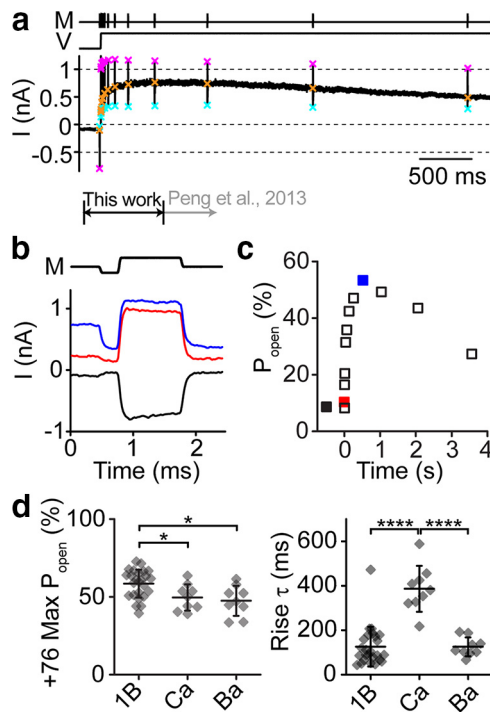 a
M
V
I (nA)
1
0.5
0
-0.5
500 ms
This work Peng et al., 2013
b
M
I (nA)
1
0
-1
0 1 2
Time (ms)
c
P open (%)
60
40
20
0
0 1 2 3 4
Time (s)
d
+76 Max P open (%)
100
50
0
* *
1B Ca Ba
Rise τ (ms)
600
400
200
0
**** ****
1B Ca Ba